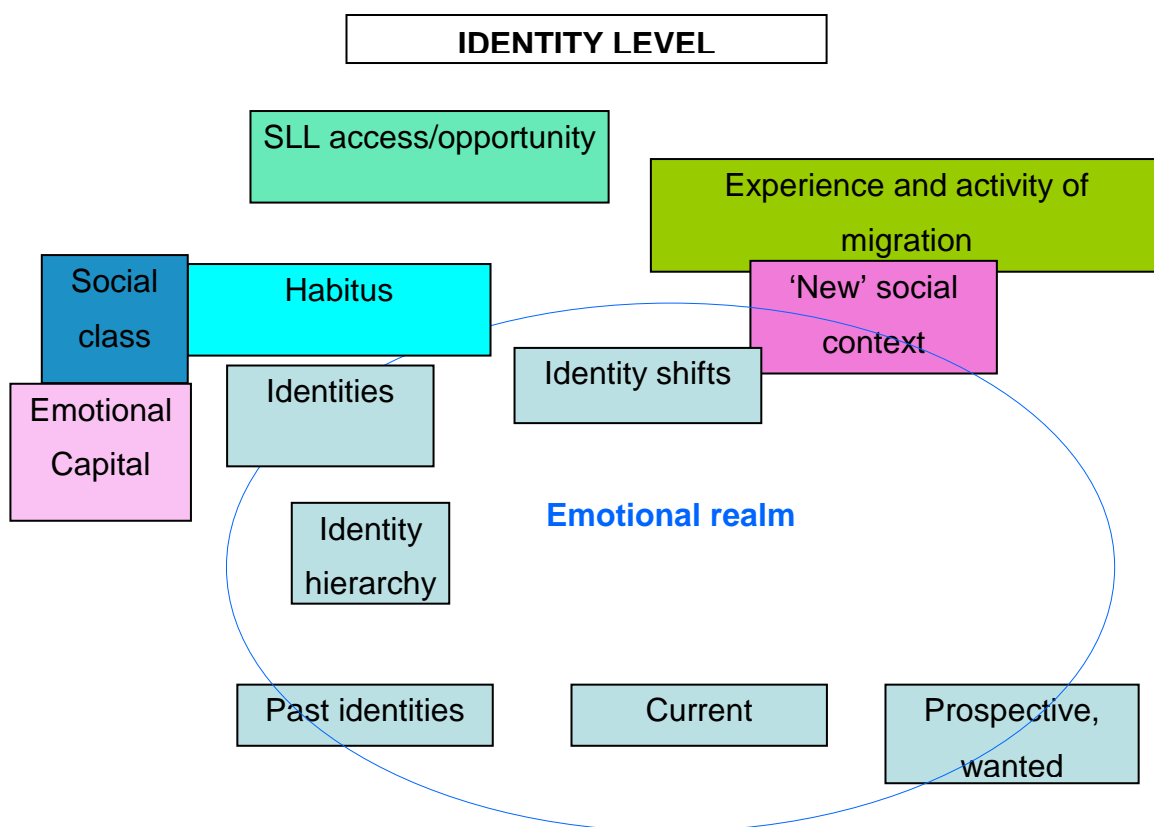 IDENTITY LEVEL
SLL access/opportunity
Experience and activity of
migration
Social
class
Habitus
‘New’ social
context
Identities
Identity shifts
Emotional
Capital
Emotional realm
Identity
hierarchy
Past identities
Current
Prospective,
wanted